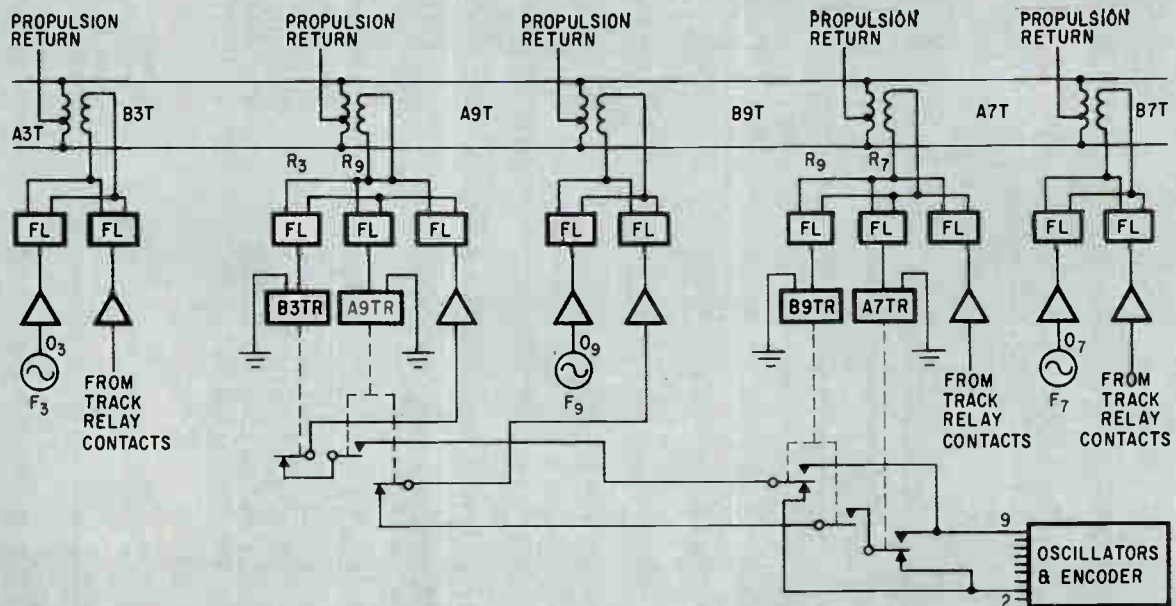 PROPULSION
RETURN
PROPULSION
RETURN
PROPULSION
RETURN
PROPULSION
RETURN
PROPULSION
RETURN
A3T
B3T
A9T
B9T
A7T
B7T
R3
R9
R9
R7
FL
FL
FL
FL
FL
FL
FL
FL
FL
FL
FL
FL
B3TR
A9TR
B9TR
A7TR
O3
F3
FROM
TRACK
RELAY
CONTACTS
O9
F9
FROM
TRACK
RELAY
CONTACTS
O7
F7
FROM
TRACK
RELAY
CONTACTS
9
2
OSCILLATORS
& ENCODER